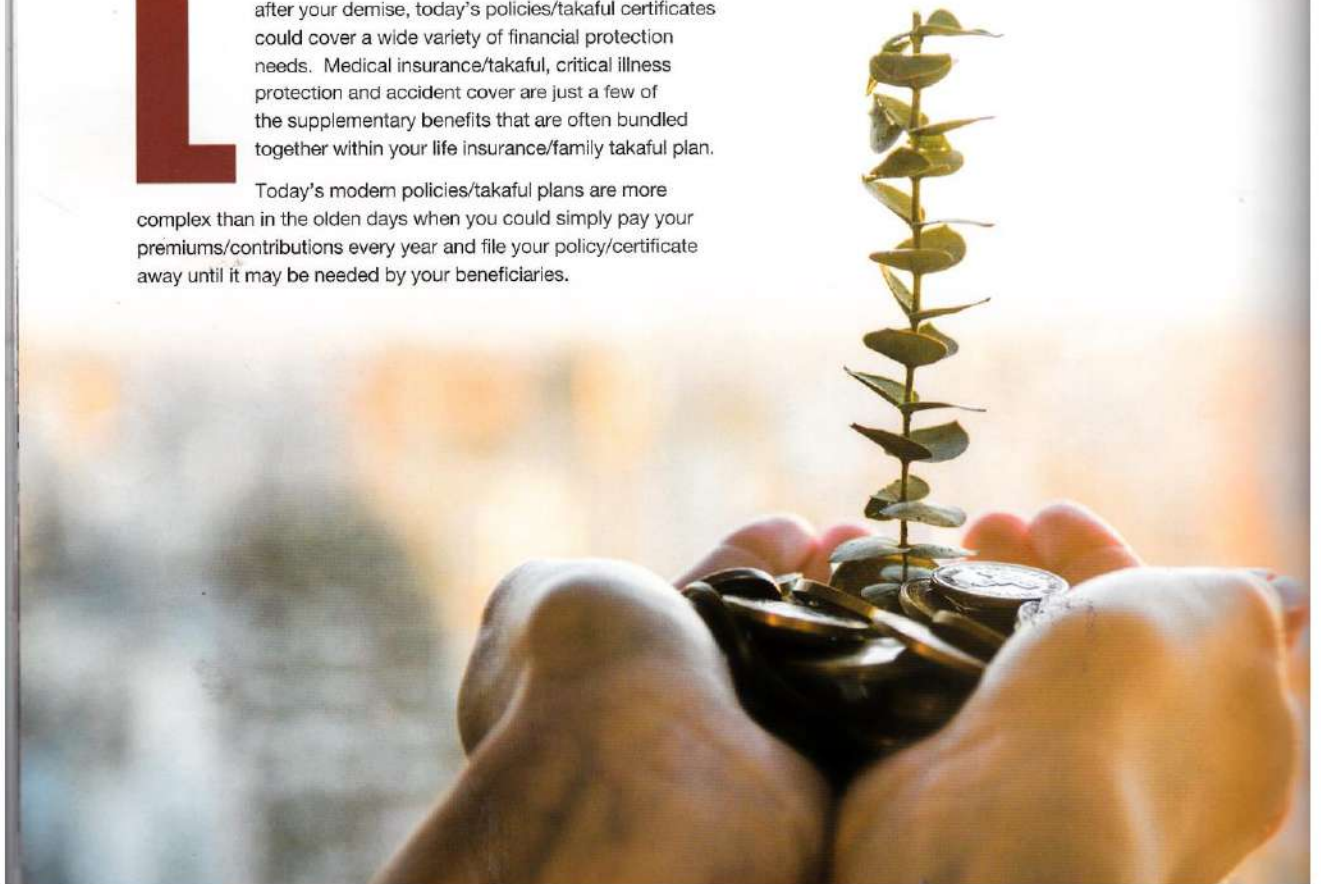 L
after your demise, today's policies/takaful certificates
could cover a wide variety of financial protection
needs. Medical insurance/takaful, critical illness
protection and accident cover are just a few of
the supplementary benefits that are often bundled
together within your life insurance/family takaful plan.
Today's modern policies/takaful plans are more
complex than in the olden days when you could simply pay your
premiums/contributions every year and file your policy/certificate
away until it may be needed by your beneficiaries.